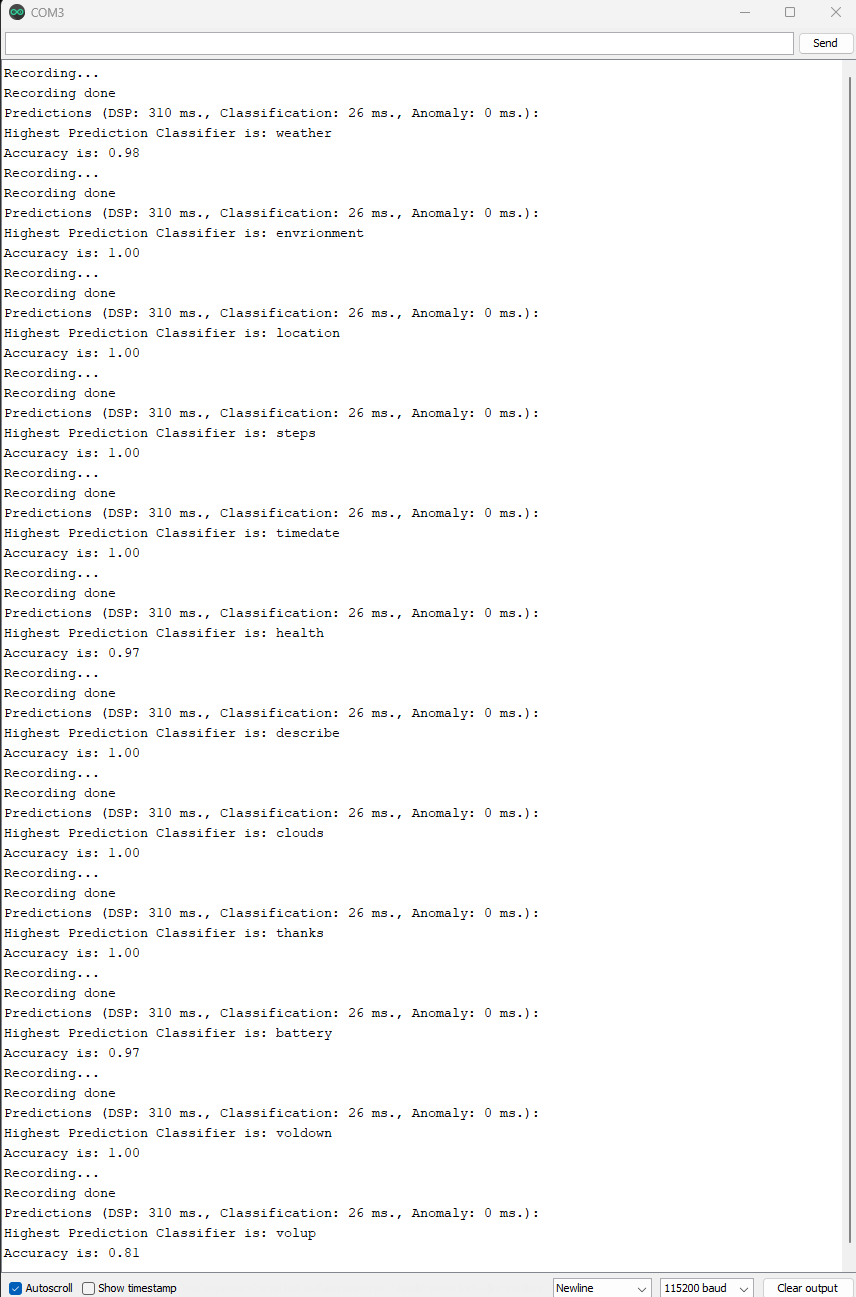 COM3
Send
Recording...
Recording done
Predictions (DSP: 310 ms., Classification: 26 ms., Anomaly: 0 ms.):
Highest Prediction Classifier is: weather
Accuracy is: 0.98
Recording...
Recording done
Predictions (DSP: 310 ms., Classification: 26 ms., Anomaly: 0 ms.):
Highest Prediction Classifier is: envrionment
Accuracy is: 1.00
Recording...
Recording done
Predictions (DSP: 310 ms., Classification: 26 ms., Anomaly: 0 ms.):
Highest Prediction Classifier is: location
Accuracy is: 1.00
Recording...
Recording done
Predictions (DSP: 310 ms., Classification: 26 ms., Anomaly: 0 ms.):
Highest Prediction Classifier is: steps
Accuracy is: 1.00
Recording...
Recording done
Predictions (DSP: 310 ms., Classification: 26 ms., Anomaly: 0 ms.):
Highest Prediction Classifier is: timedate
Accuracy is: 1.00
Recording...
Recording done
Predictions (DSP: 310 ms., Classification: 26 ms., Anomaly: 0 ms.):
Highest Prediction Classifier is: health
Accuracy is: 0.97
Recording...
Recording done
Predictions (DSP: 310 ms., Classification: 26 ms., Anomaly: 0 ms.):
Highest Prediction Classifier is: describe
Accuracy is: 1.00
Recording...
Recording done
Predictions (DSP: 310 ms., Classification: 26 ms., Anomaly: 0 ms.):
Highest Prediction Classifier is: clouds
Accuracy is: 1.00
Recording...
Recording done
Predictions (DSP: 310 ms., Classification: 26 ms., Anomaly: 0 ms.):
Highest Prediction Classifier is: thanks
Accuracy is: 1.00
Recording...
Recording done
Predictions (DSP: 310 ms., Classification: 26 ms., Anomaly: 0 ms.):
Highest Prediction Classifier is: battery
Accuracy is: 0.97
Recording...
Recording done
Predictions (DSP: 310 ms., Classification: 26 ms., Anomaly: 0 ms.):
Highest Prediction Classifier is: voldown
Accuracy is: 1.00
Recording...
Recording done
Predictions (DSP: 310 ms., Classification: 26 ms., Anomaly: 0 ms.):
Highest Prediction Classifier is: volup
Accuracy is: 0.81
Autoscroll Show timestamp Newline 115200 baud Clear output